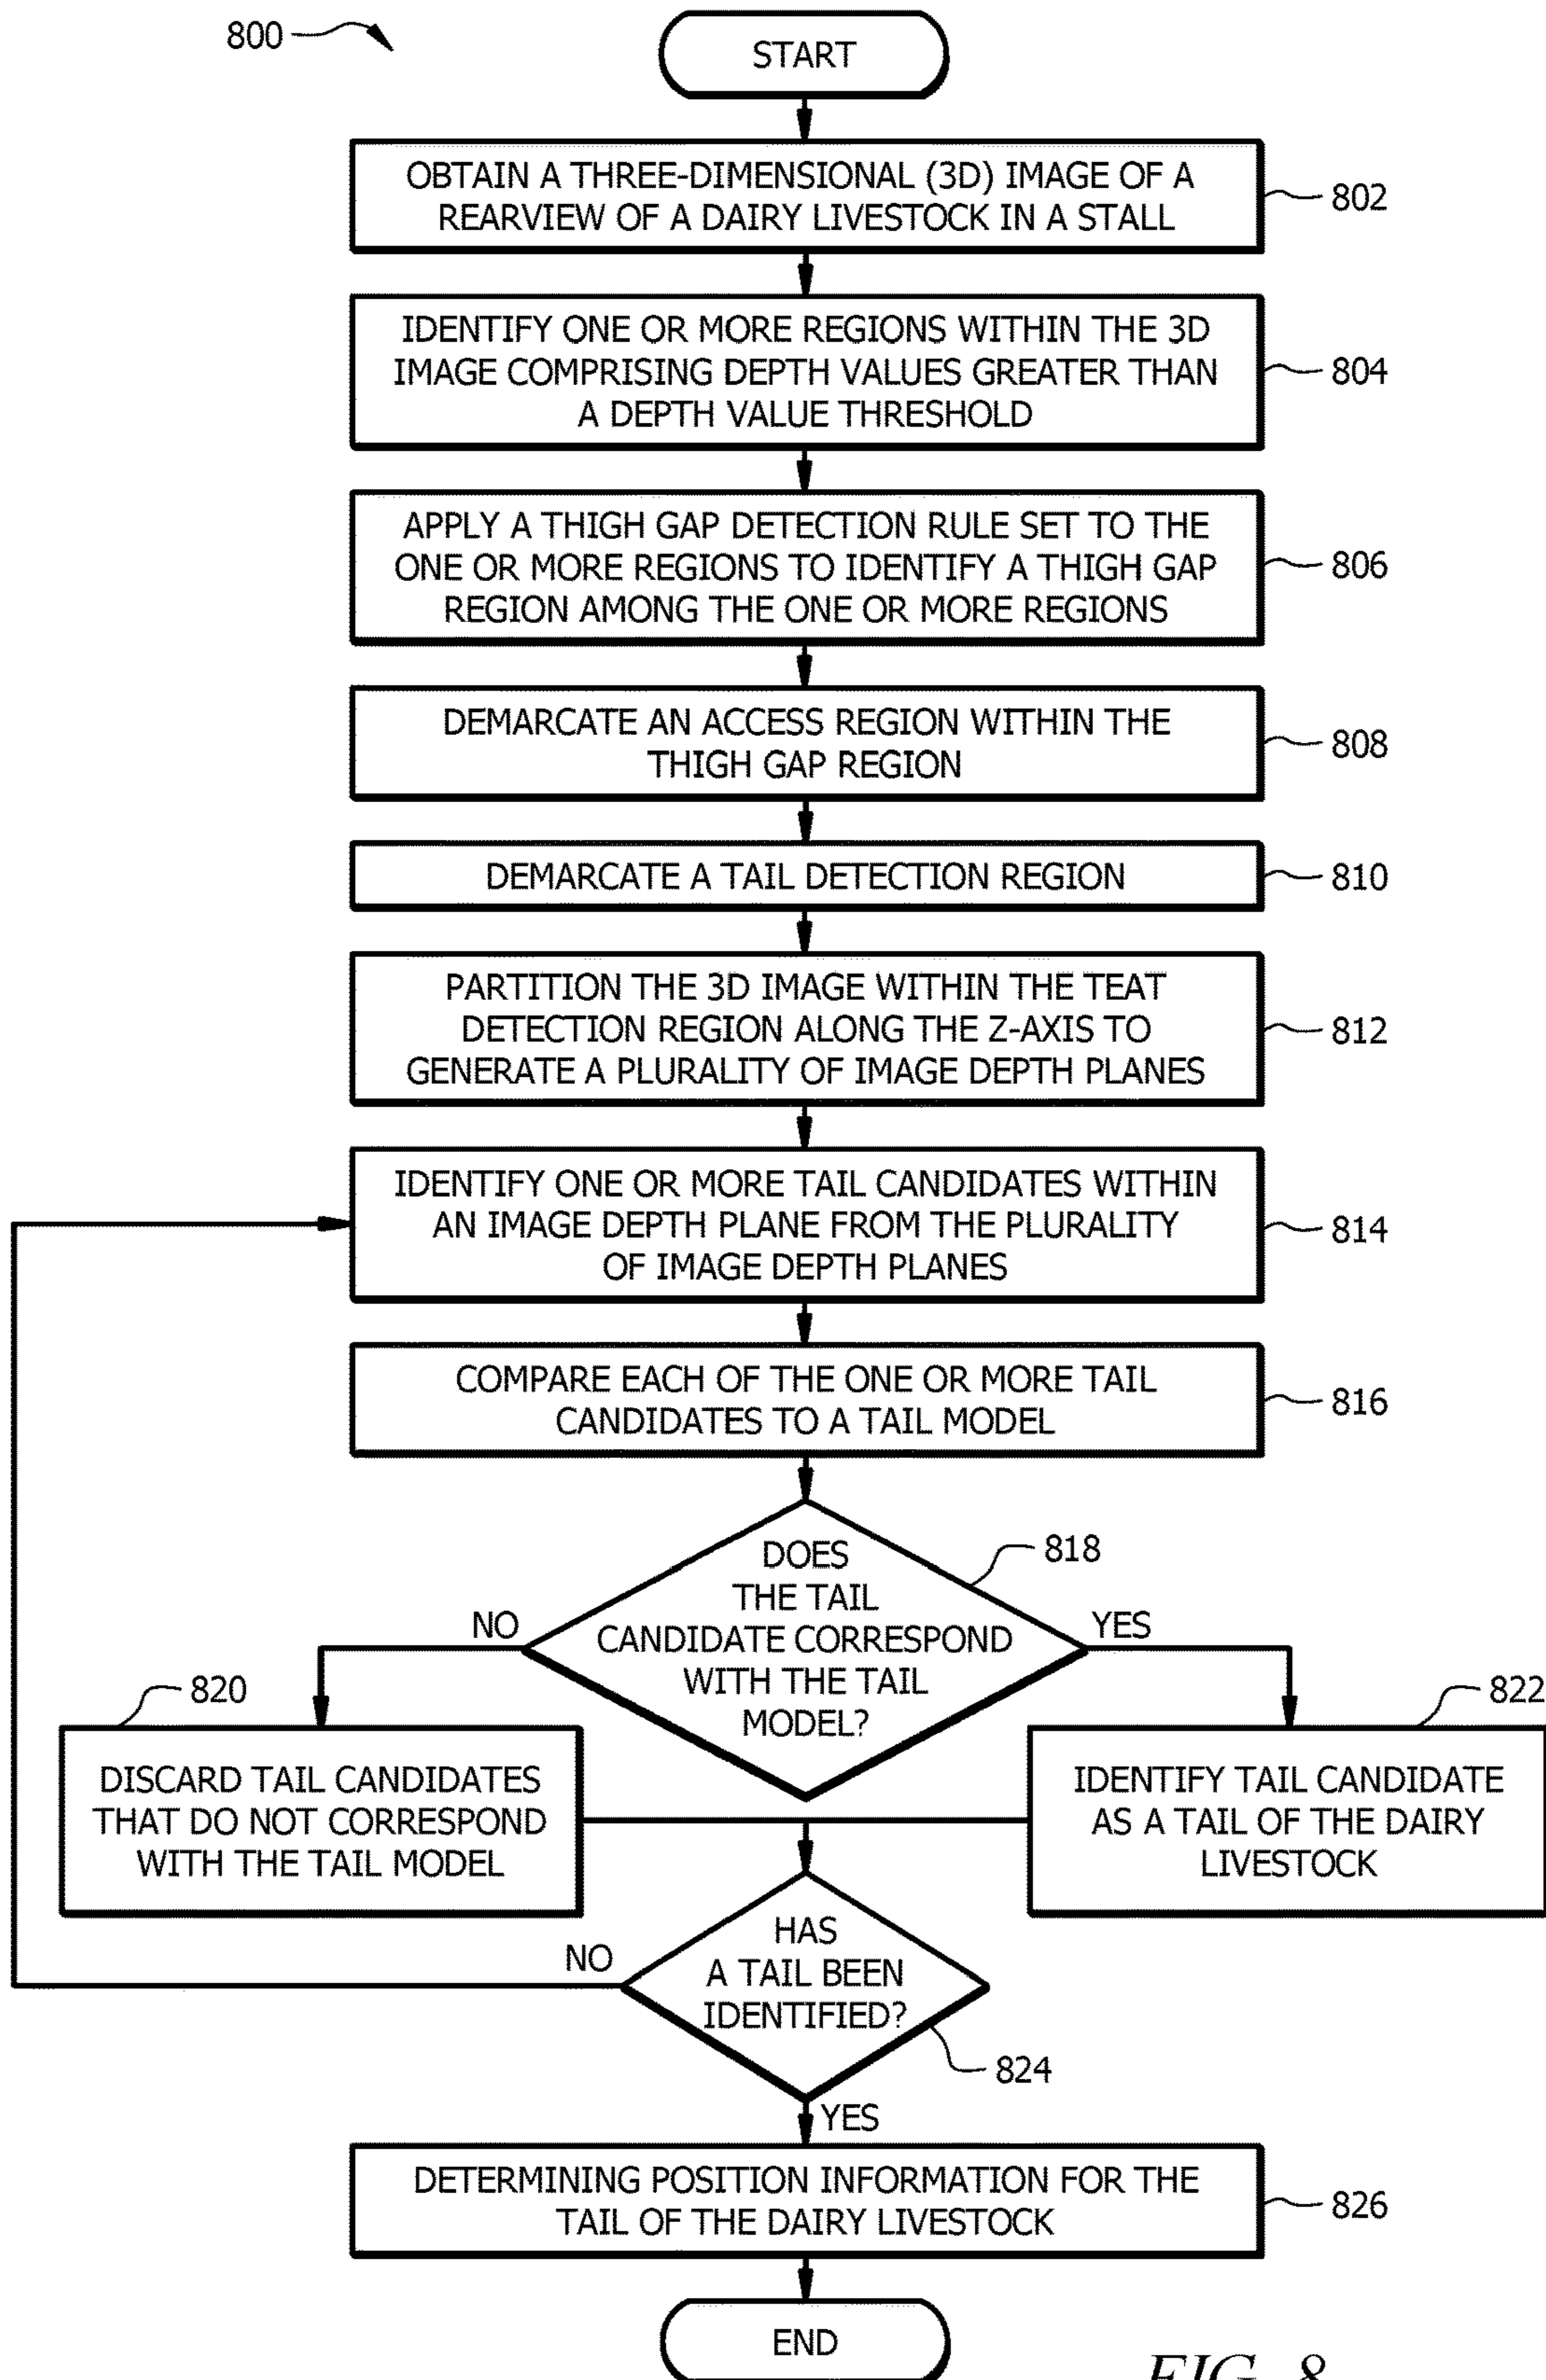 800
START
OBTAIN A THREE-DIMENSIONAL (3D) IMAGE OF A
REARVIEW OF A DAIRY LIVESTOCK IN A STALL
802
IDENTIFY ONE OR MORE REGIONS WITHIN THE 3D
IMAGE COMPRISING DEPTH VALUES GREATER THAN
A DEPTH VALUE THRESHOLD
804
APPLY A THIGH GAP DETECTION RULE SET TO THE
ONE OR MORE REGIONS TO IDENTIFY A THIGH GAP
REGION AMONG THE ONE OR MORE REGIONS
806
DEMARCATE AN ACCESS REGION WITHIN THE
THIGH GAP REGION
808
DEMARCATE A TAIL DETECTION REGION
810
PARTITION THE 3D IMAGE WITHIN THE TEAT
DETECTION REGION ALONG THE Z-AXIS TO
GENERATE A PLURALITY OF IMAGE DEPTH PLANES
812
IDENTIFY ONE OR MORE TAIL CANDIDATES WITHIN
AN IMAGE DEPTH PLANE FROM THE PLURALITY
OF IMAGE DEPTH PLANES
814
COMPARE EACH OF THE ONE OR MORE TAIL
CANDIDATES TO A TAIL MODEL
816
DOES
THE TAIL
CANDIDATE CORRESPOND
WITH THE TAIL
MODEL?
818
NO
YES
820
DISCARD TAIL CANDIDATES
THAT DO NOT CORRESPOND
WITH THE TAIL MODEL
822
IDENTIFY TAIL CANDIDATE
AS A TAIL OF THE DAIRY
LIVESTOCK
HAS
A TAIL BEEN
IDENTIFIED?
NO
824
YES
DETERMINING POSITION INFORMATION FOR THE
TAIL OF THE DAIRY LIVESTOCK
826
END
FIG. 8